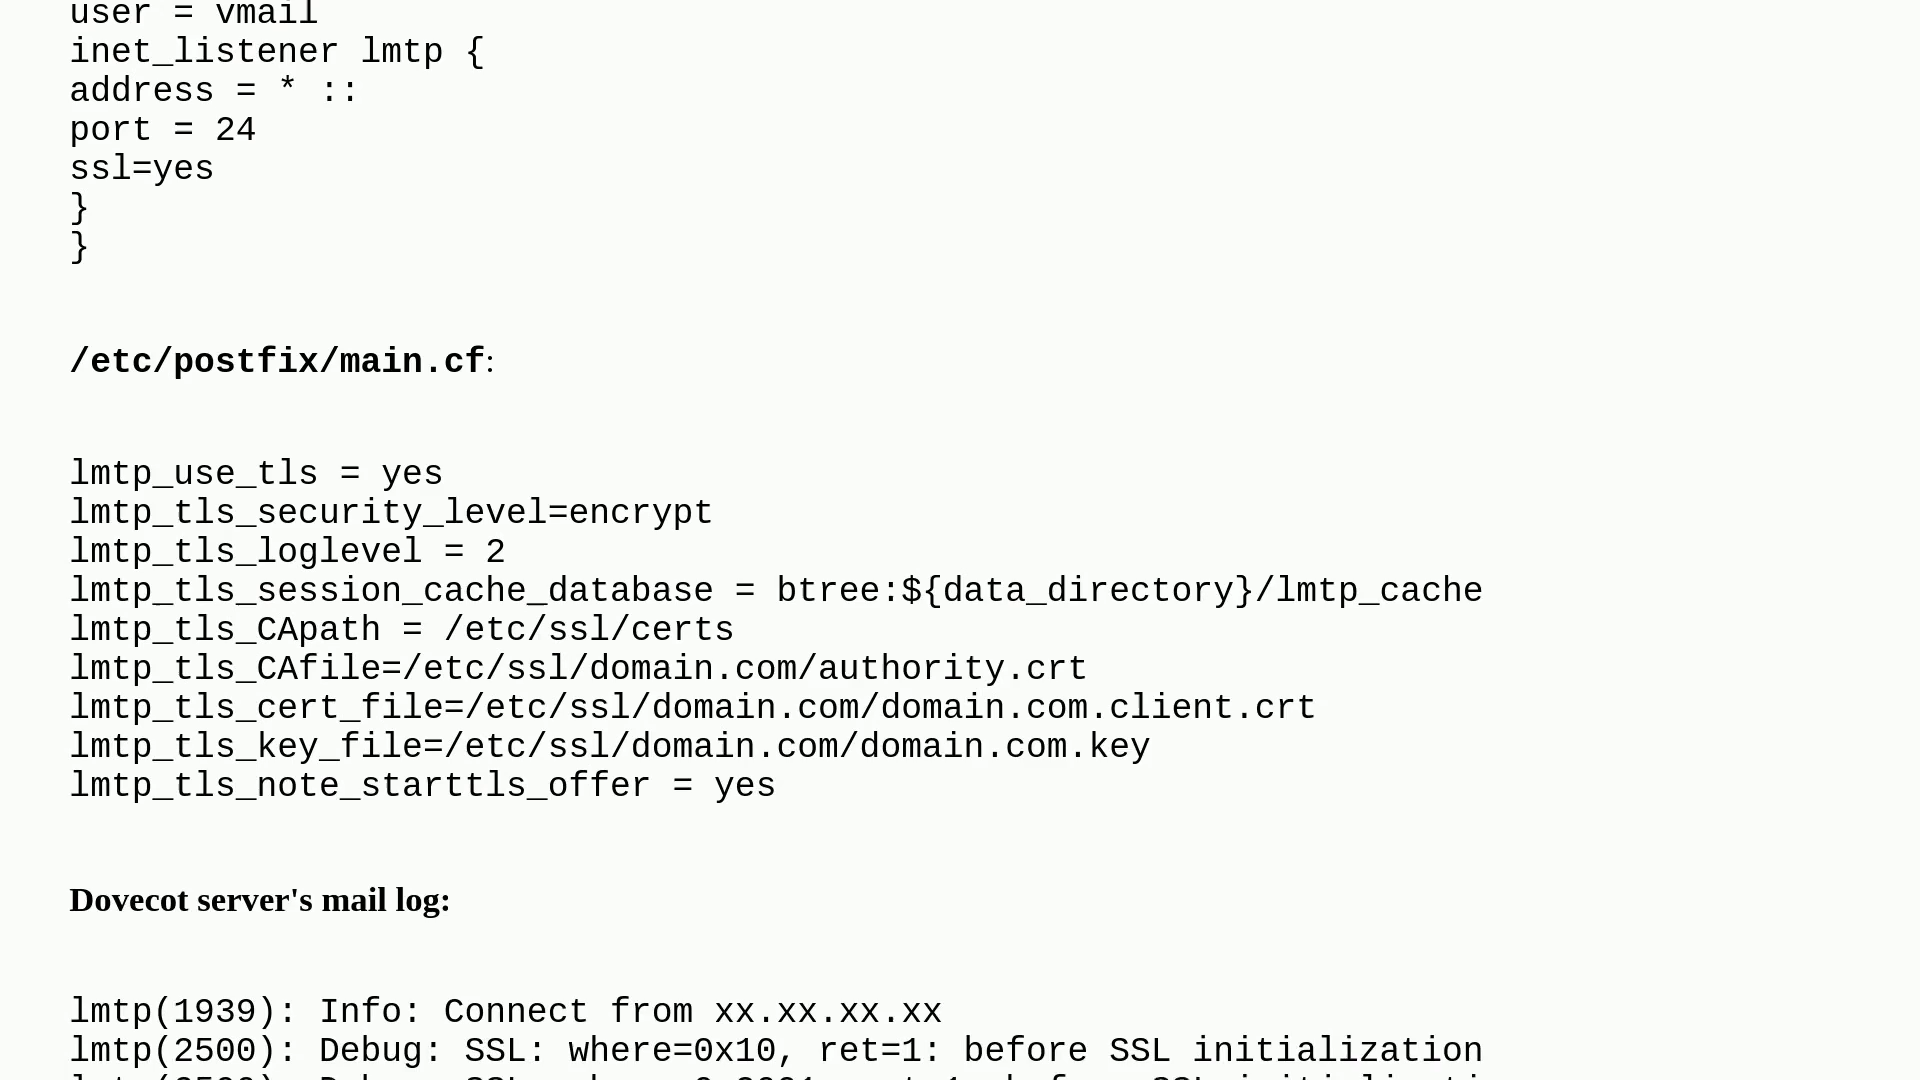 user = vmail
inet_listener lmtp {
address = * ::
port = 24
ssl=yes
}
}
/etc/postfix/main.cf:
lmtp_use_tls = yes
lmtp_tls_security_level=encrypt
lmtp_tls_loglevel = 2
lmtp_tls_session_cache_database = btree:${data_directory}/lmtp_cache
lmtp_tls_CApath = /etc/ssl/certs
lmtp_tls_CAfile=/etc/ssl/domain.com/authority.crt
lmtp_tls_cert_file=/etc/ssl/domain.com/domain.com.client.crt
lmtp_tls_key_file=/etc/ssl/domain.com/domain.com.key
lmtp_tls_note_starttls_offer = yes
Dovecot server's mail log:
lmtp(1939): Info: Connect from xx.xx.xx.xx
lmtp(2500): Debug: SSL: where=0x10, ret=1: before SSL initialization